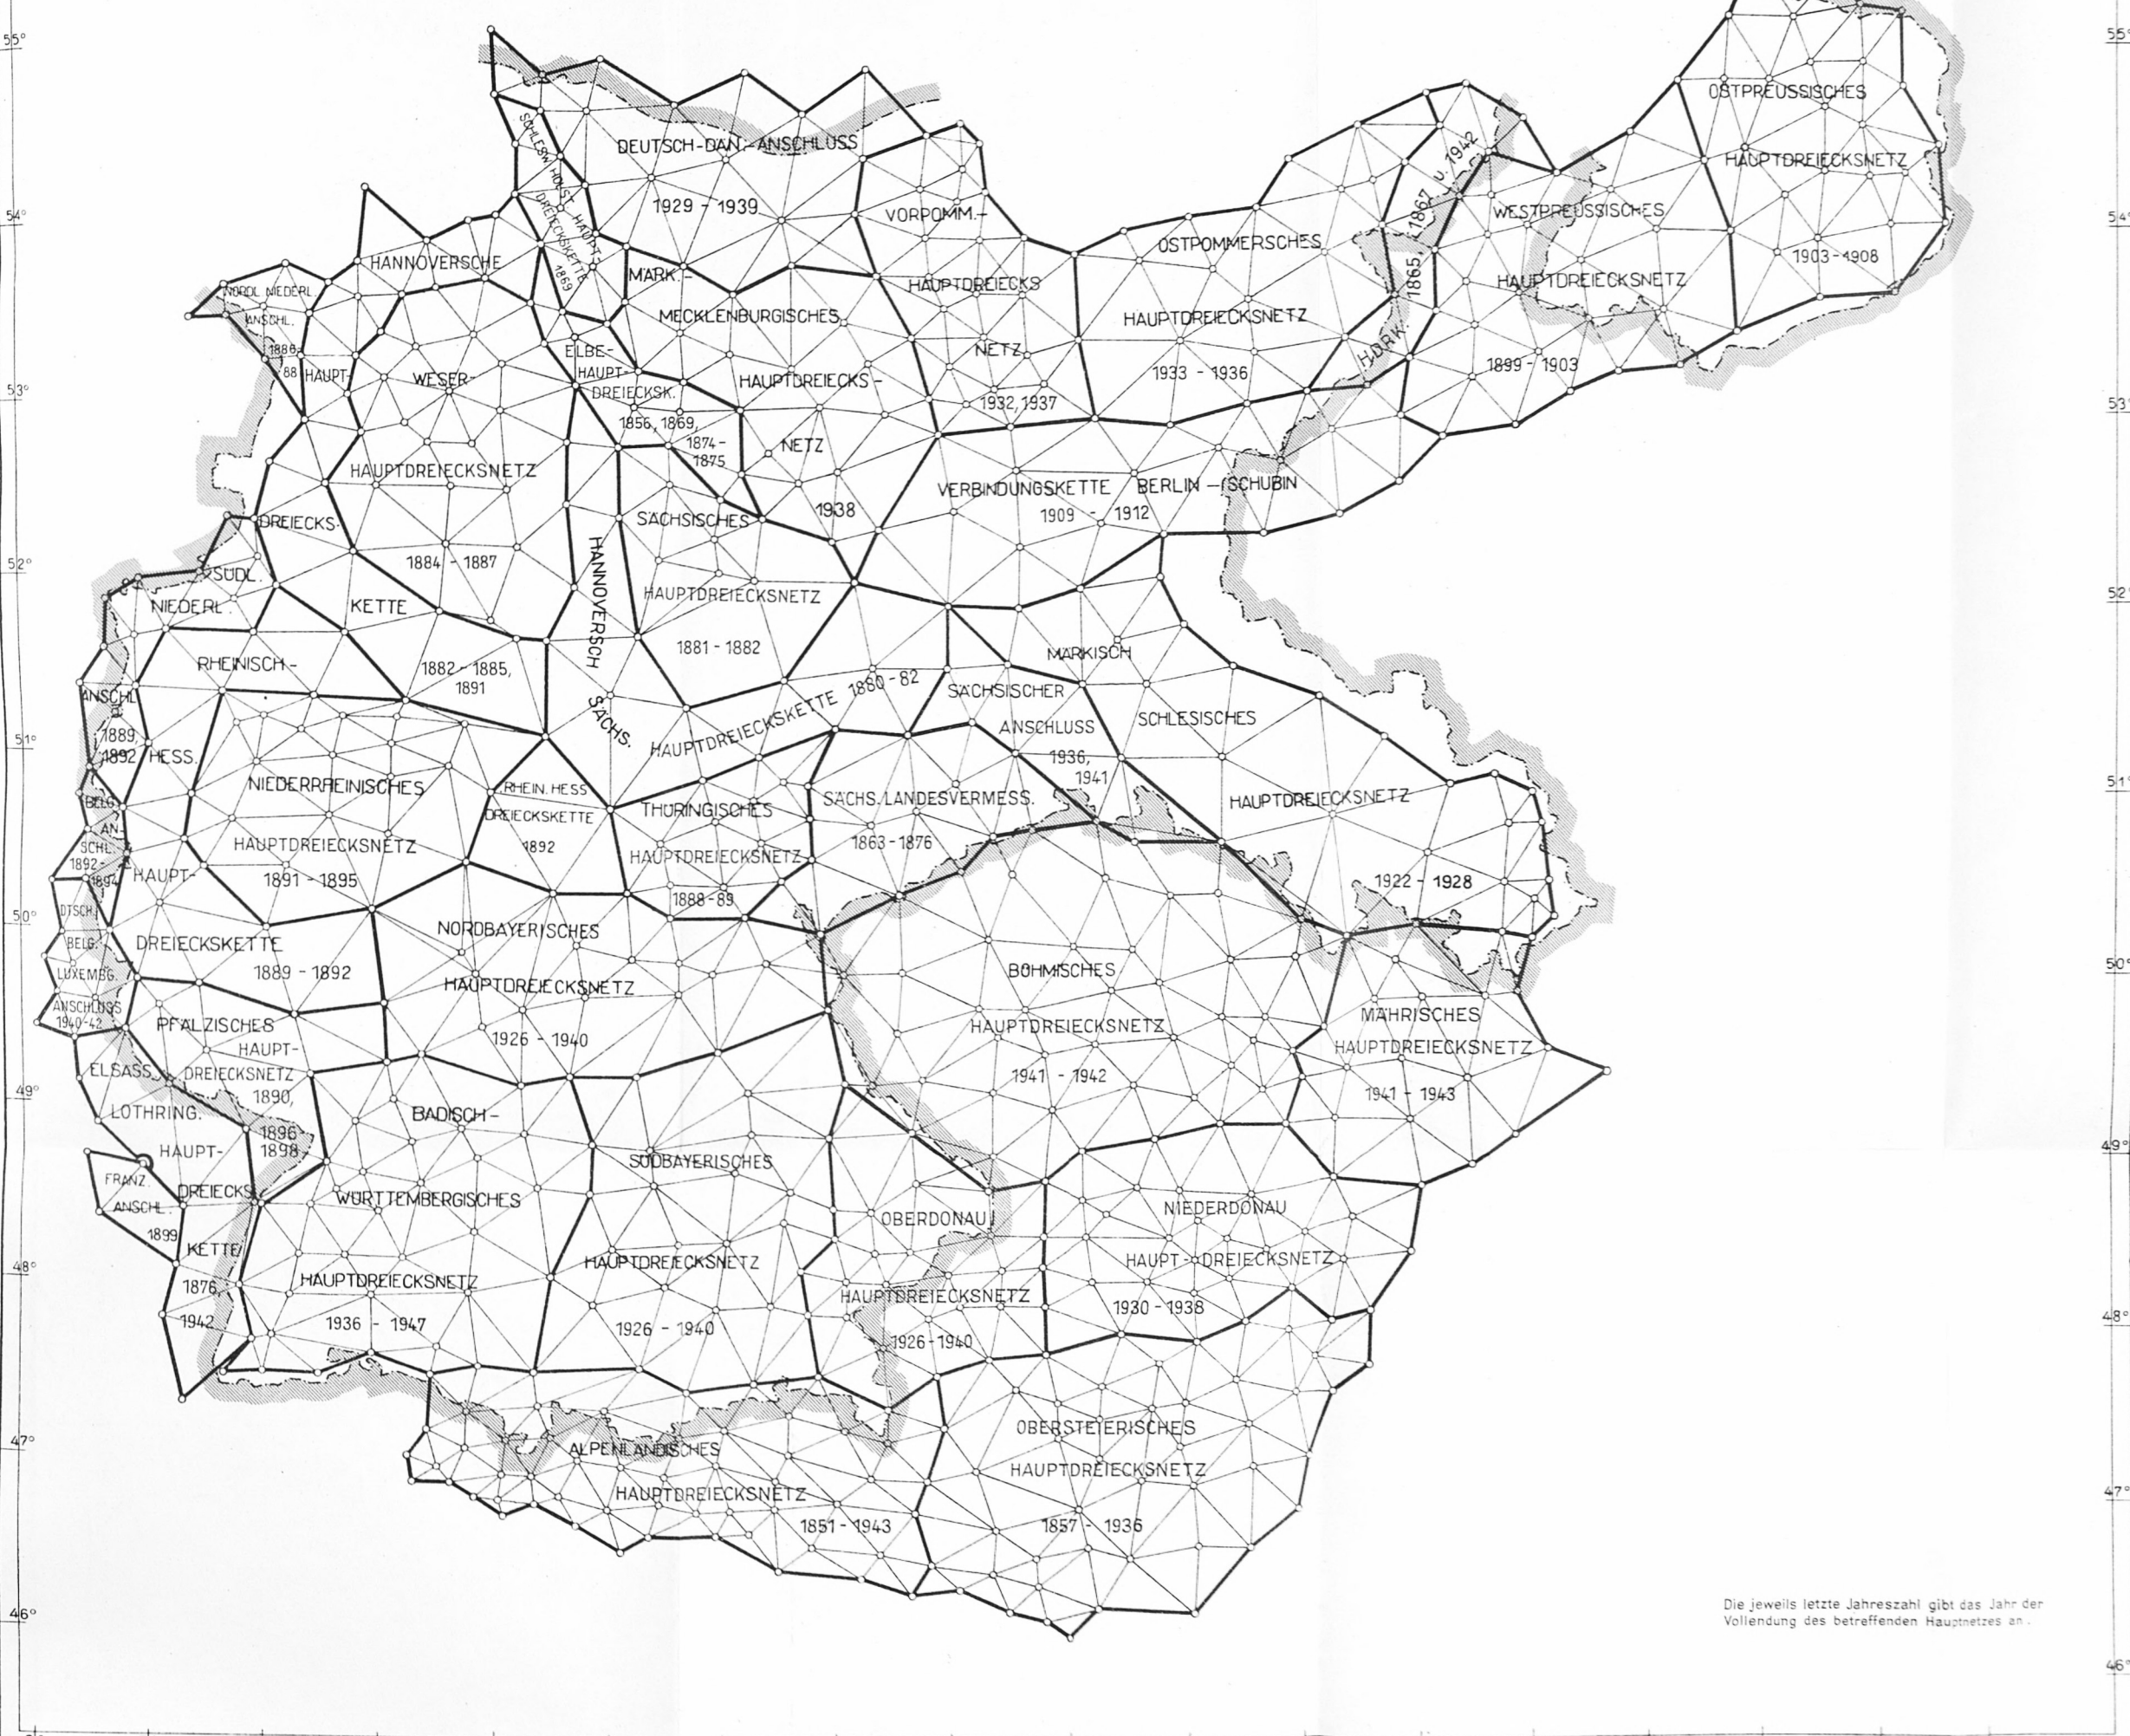 55°
54°
53°
52°
51°
50°
49°
48°
47°
46°
55°
54°
53°
52°
51°
50°
49°
48°
47°
46°
DEUTSCH-DÄN.-ANSCHLUSS
1929 - 1939
SCHLESW. HOLST. HAUPT-
DREIECKSKETTE
1869
HANNOVERSCHE
HAUPT-
DREIECKS-
KETTE
1882 - 1885,
1891
NÖRDL. NIEDERL.
ANSCHL.
1886-
88
WESER-
HAUPTDREIECKSNETZ
1884 - 1887
ELBE-
HAUPT-
DREIECKSK.
1856, 1869,
1874-
1875
MÄRK.-
MECKLENBURGISCHES
HAUPTDREIECKS-
NETZ
1938
VORPOMM.-
HAUPTDREIECKS
NETZ
1932, 1937
OSTPOMMERSCHES
HAUPTDREIECKSNETZ
1933 - 1936
H.D.R.K.
1865, 1867 u. 1942
WESTPREUSSISCHES
HAUPTDREIECKSNETZ
1899 - 1903
OSTPREUSSISCHES
HAUPTDREIECKSNETZ
1903-1908
VERBINDUNGSKETTE BERLIN - SCHUBIN
1909 - 1912
SÄCHSISCHES
HAUPTDREIECKSNETZ
1881 - 1882
HANNOVERSCH
SÄCHS.
HAUPTDREIECKSKETTE 1880-82
SÜDL.
NIEDERL.
ANSCHL.
1889,
1892
RHEINISCH-
HESS.
HAUPT-
DREIECKSKETTE
1889 - 1892
NIEDERRHEINISCHES
HAUPTDREIECKSNETZ
1891 - 1895
RHEIN. HESS
DREIECKSKETTE
1892
THÜRINGISCHES
HAUPTDREIECKSNETZ
1888-89
SÄCHS. LANDESVERMESS.
1863-1876
SÄCHSISCHER
ANSCHLUSS
1936,
1941
MÄRKISCH
SCHLESISCHES
HAUPTDREIECKSNETZ
1922 - 1928
BELG.
AN-
SCHL.
1892-
1894
DTSCH.
BELG.
LUXEMBG.
ANSCHLUSS
1940-42
PFÄLZISCHES
HAUPT-
DREIECKSNETZ
1890,
1896
1898
ELSASS
LOTHRING.
HAUPT-
DREIECKS
KETTE
1876,
1942
FRANZ.
ANSCHL.
1899
NORDBAYERISCHES
HAUPTDREIECKSNETZ
1926 - 1940
BADISCH-
WÜRTTEMBERGISCHES
HAUPTDREIECKSNETZ
1936 - 1947
SÜDBAYERISCHES
HAUPTDREIECKSNETZ
1926 - 1940
BÖHMISCHES
HAUPTDREIECKSNETZ
1941 - 1942
MÄHRISCHES
HAUPTDREIECKSNETZ
1941 - 1943
OBERDONAU
HAUPTDREIECKSNETZ
1926-1940
NIEDERDONAU
HAUPT-DREIECKSNETZ
1930 - 1938
ALPENLÄNDISCHES
HAUPTDREIECKSNETZ
1851 - 1943
OBERSTEIERISCHES
HAUPTDREIECKSNETZ
1857 - 1936
Die jeweils letzte Jahreszahl gibt das Jahr der
Vollendung des betreffenden Hauptnetzes an.